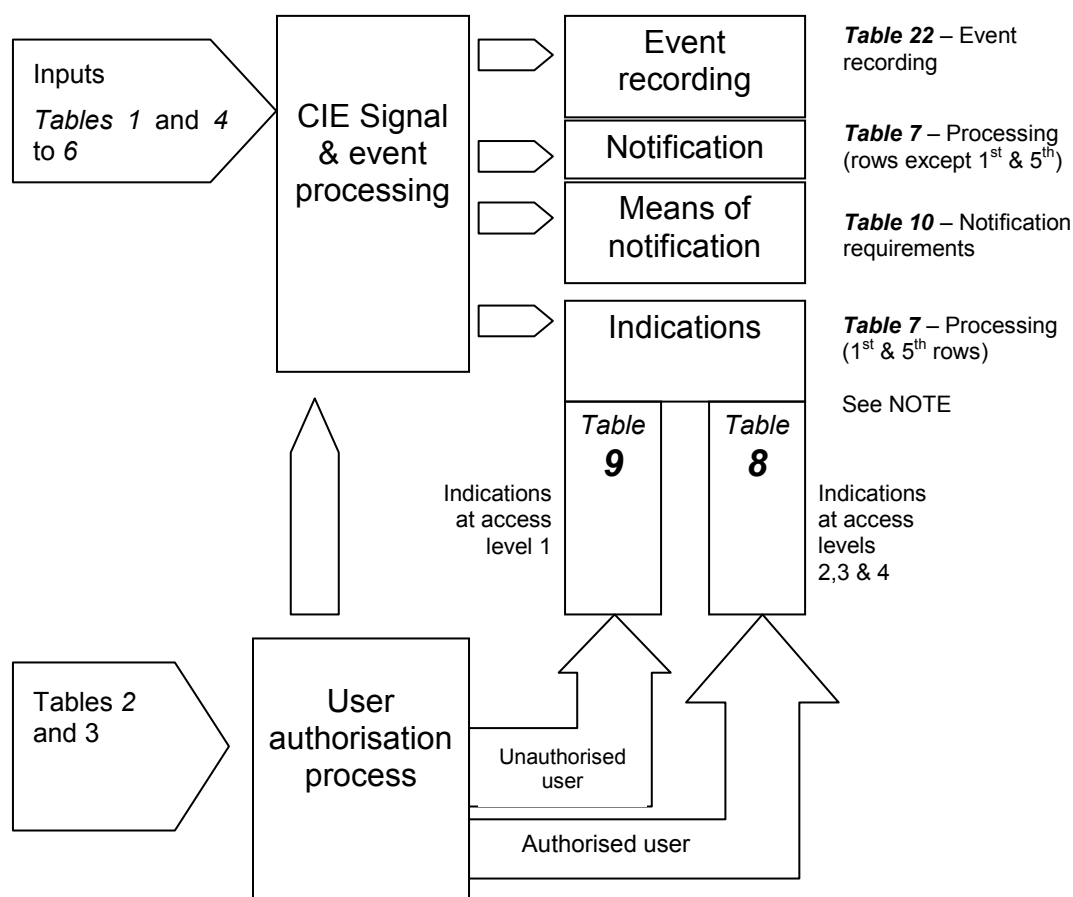 Inputs
Tables 1 and 4
to 6
CIE Signal
& event
processing
Event
recording
Table 22 – Event
recording
Notification
Table 7 – Processing
(rows except 1st & 5th)
Means of
notification
Table 10 – Notification
requirements
Indications
Table 7 – Processing
(1st & 5th rows)
See NOTE
Table
9
Table
8
Indications
at access
level 1
Indications
at access
levels
2,3 & 4
Tables 2
and 3
User
authorisation
process
Unauthorised
user
Authorised user